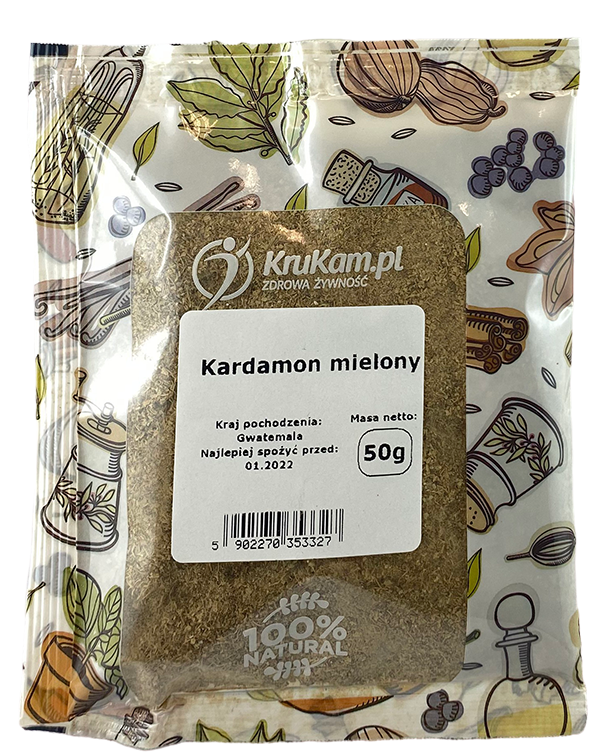 KruKam.pl
ZDROWA ŻYWNOŚĆ
Kardamon mielony
Kraj pochodzenia:
Gwatemala
Najlepiej spożyć przed:
01.2022
Masa netto:
50g
5 902270 353327
100%
NATURAL